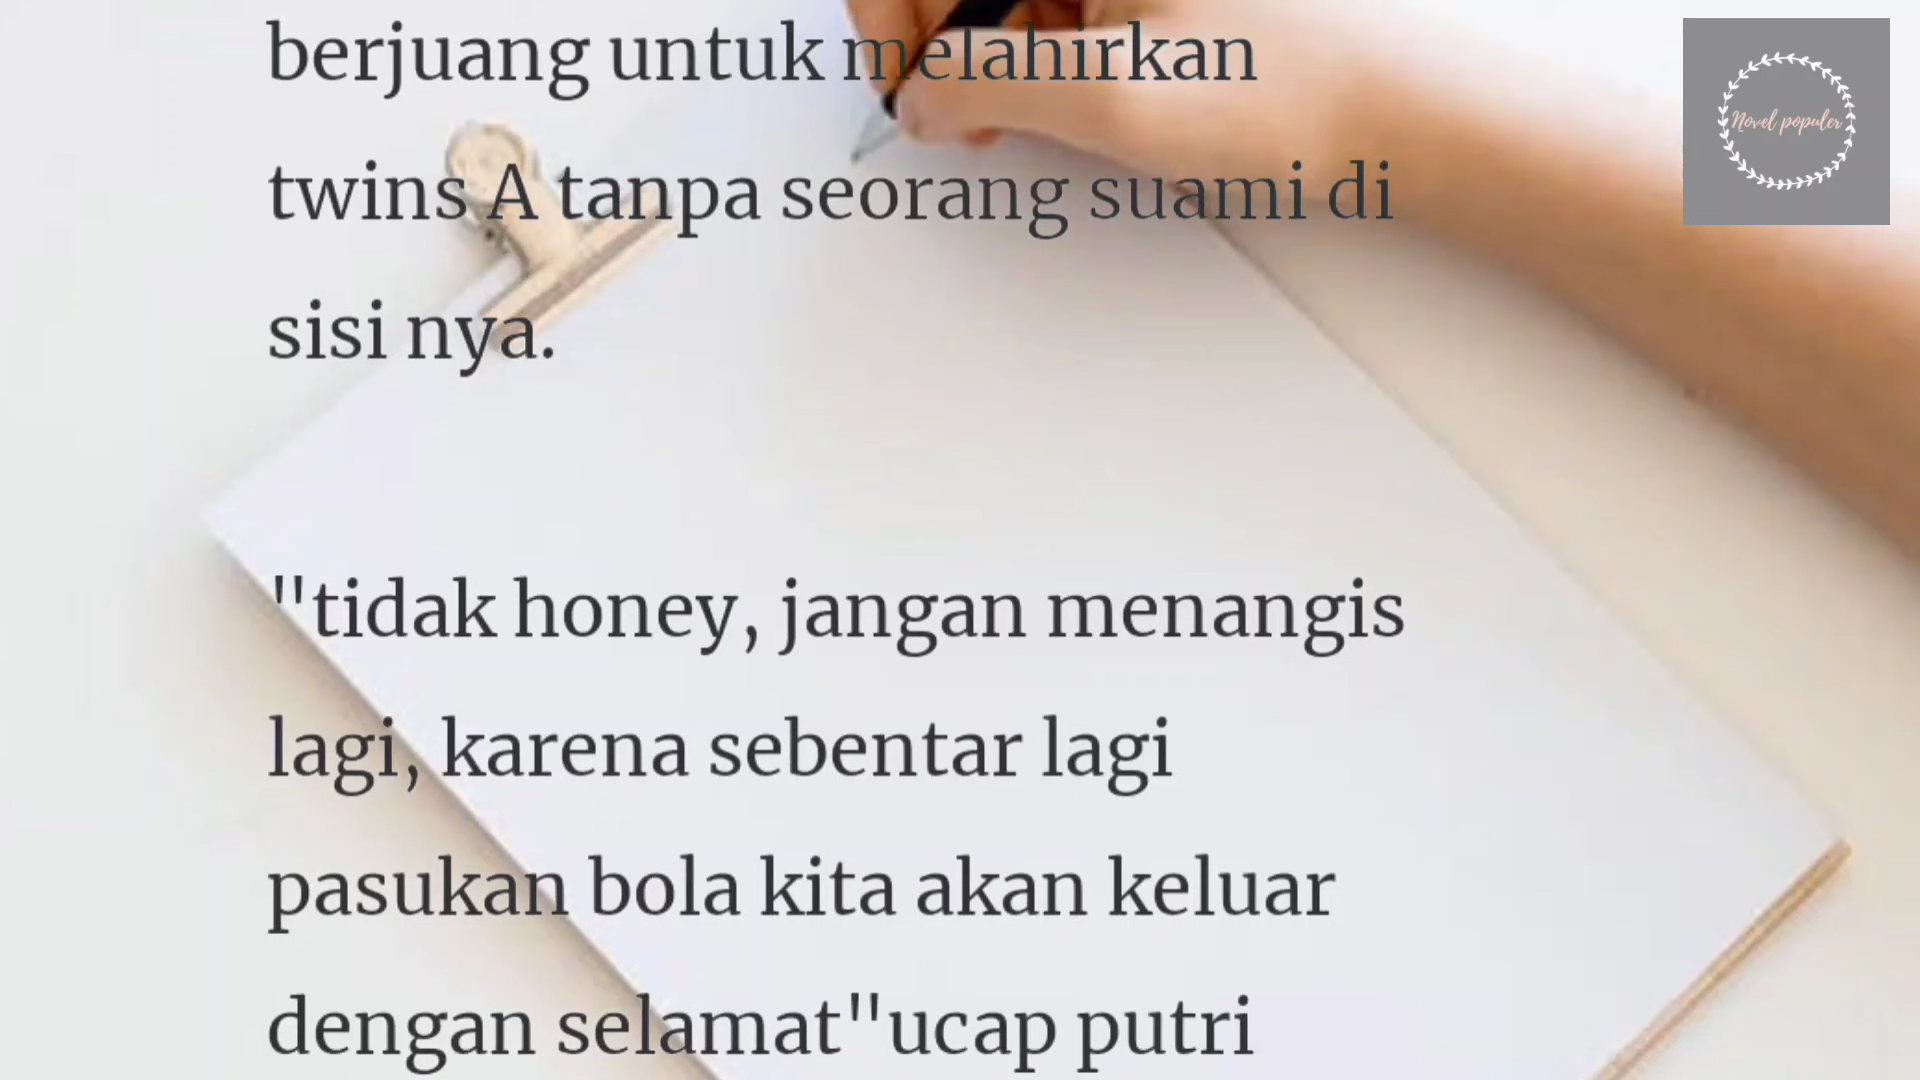 berjuang untuk melahirkan
Novel populer
twins A tanpa seorang suami di
sisi nya.
"tidak honey, jangan menangis
lagi, karena sebentar lagi
pasukan bola kita akan keluar
dengan selamat"ucap putri